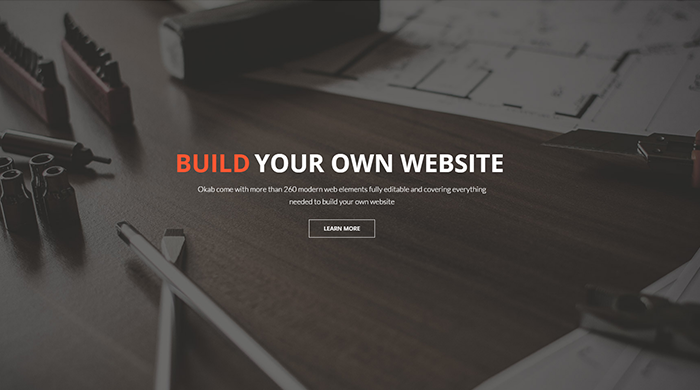 BUILD YOUR OWN WEBSITE
Okab come with more than 260 modern web elements fully editable and covering everything
needed to build your own website
LEARN MORE